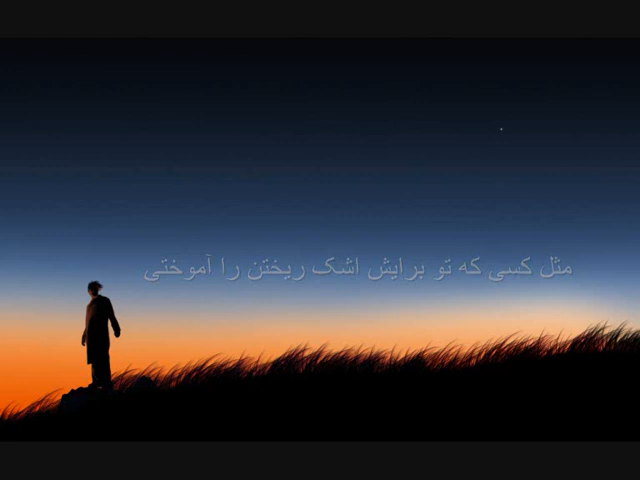 مثل کسی که تو برایش اشک ریختن را آموختی